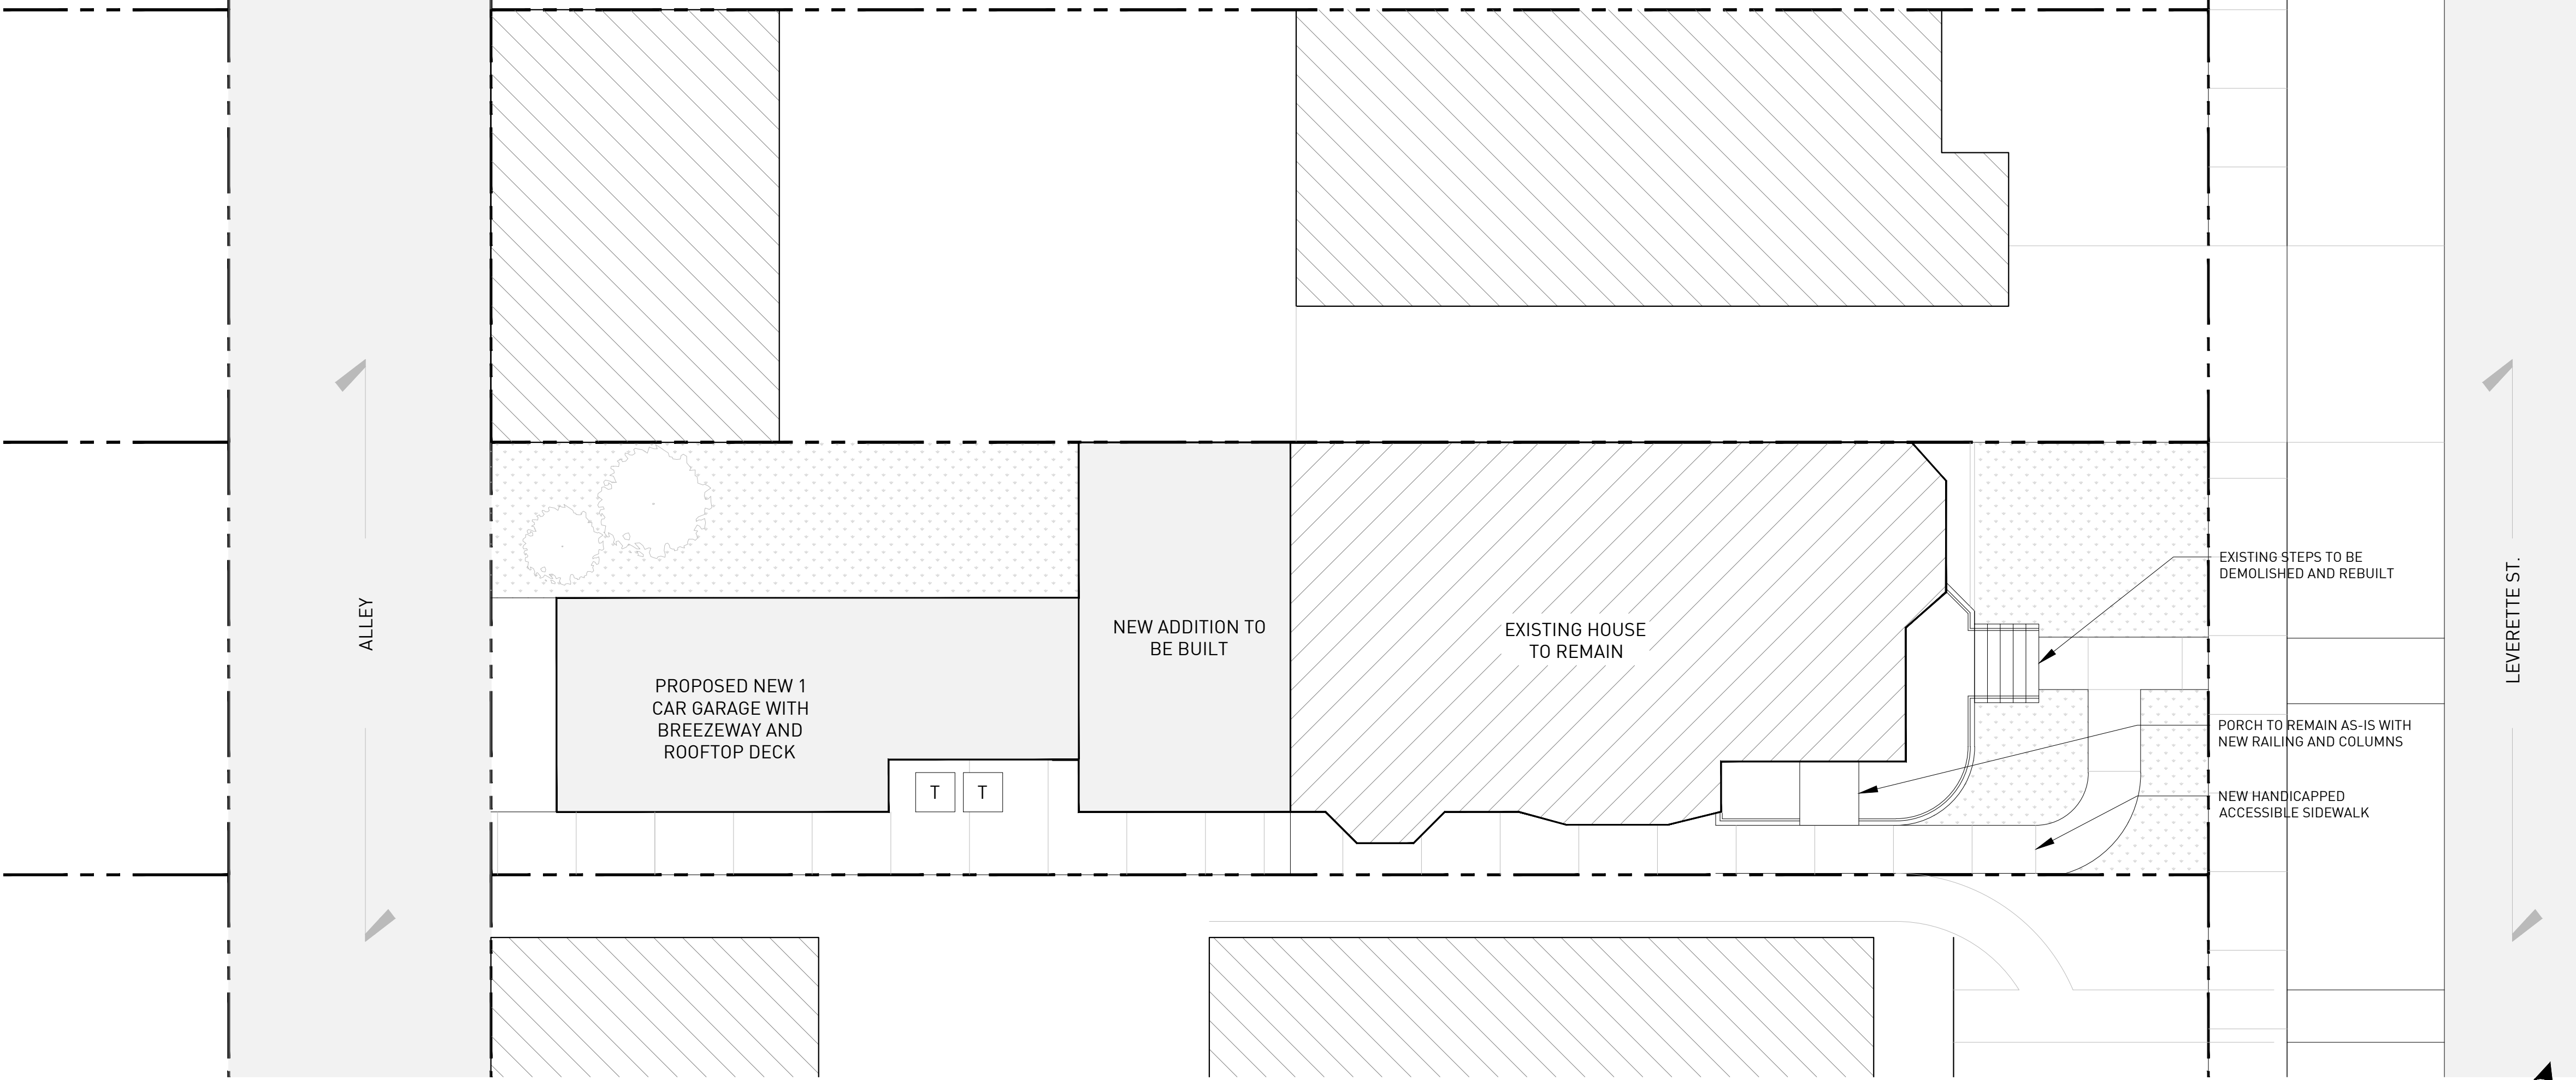 ALLEY
PROPOSED NEW 1
CAR GARAGE WITH
BREEZEWAY AND
ROOFTOP DECK
T
T
NEW ADDITION TO
BE BUILT
EXISTING HOUSE
TO REMAIN
EXISTING STEPS TO BE
DEMOLISHED AND REBUILT
PORCH TO REMAIN AS-IS WITH
NEW RAILING AND COLUMNS
NEW HANDICAPPED
ACCESSIBLE SIDEWALK
LEVERETTE ST.